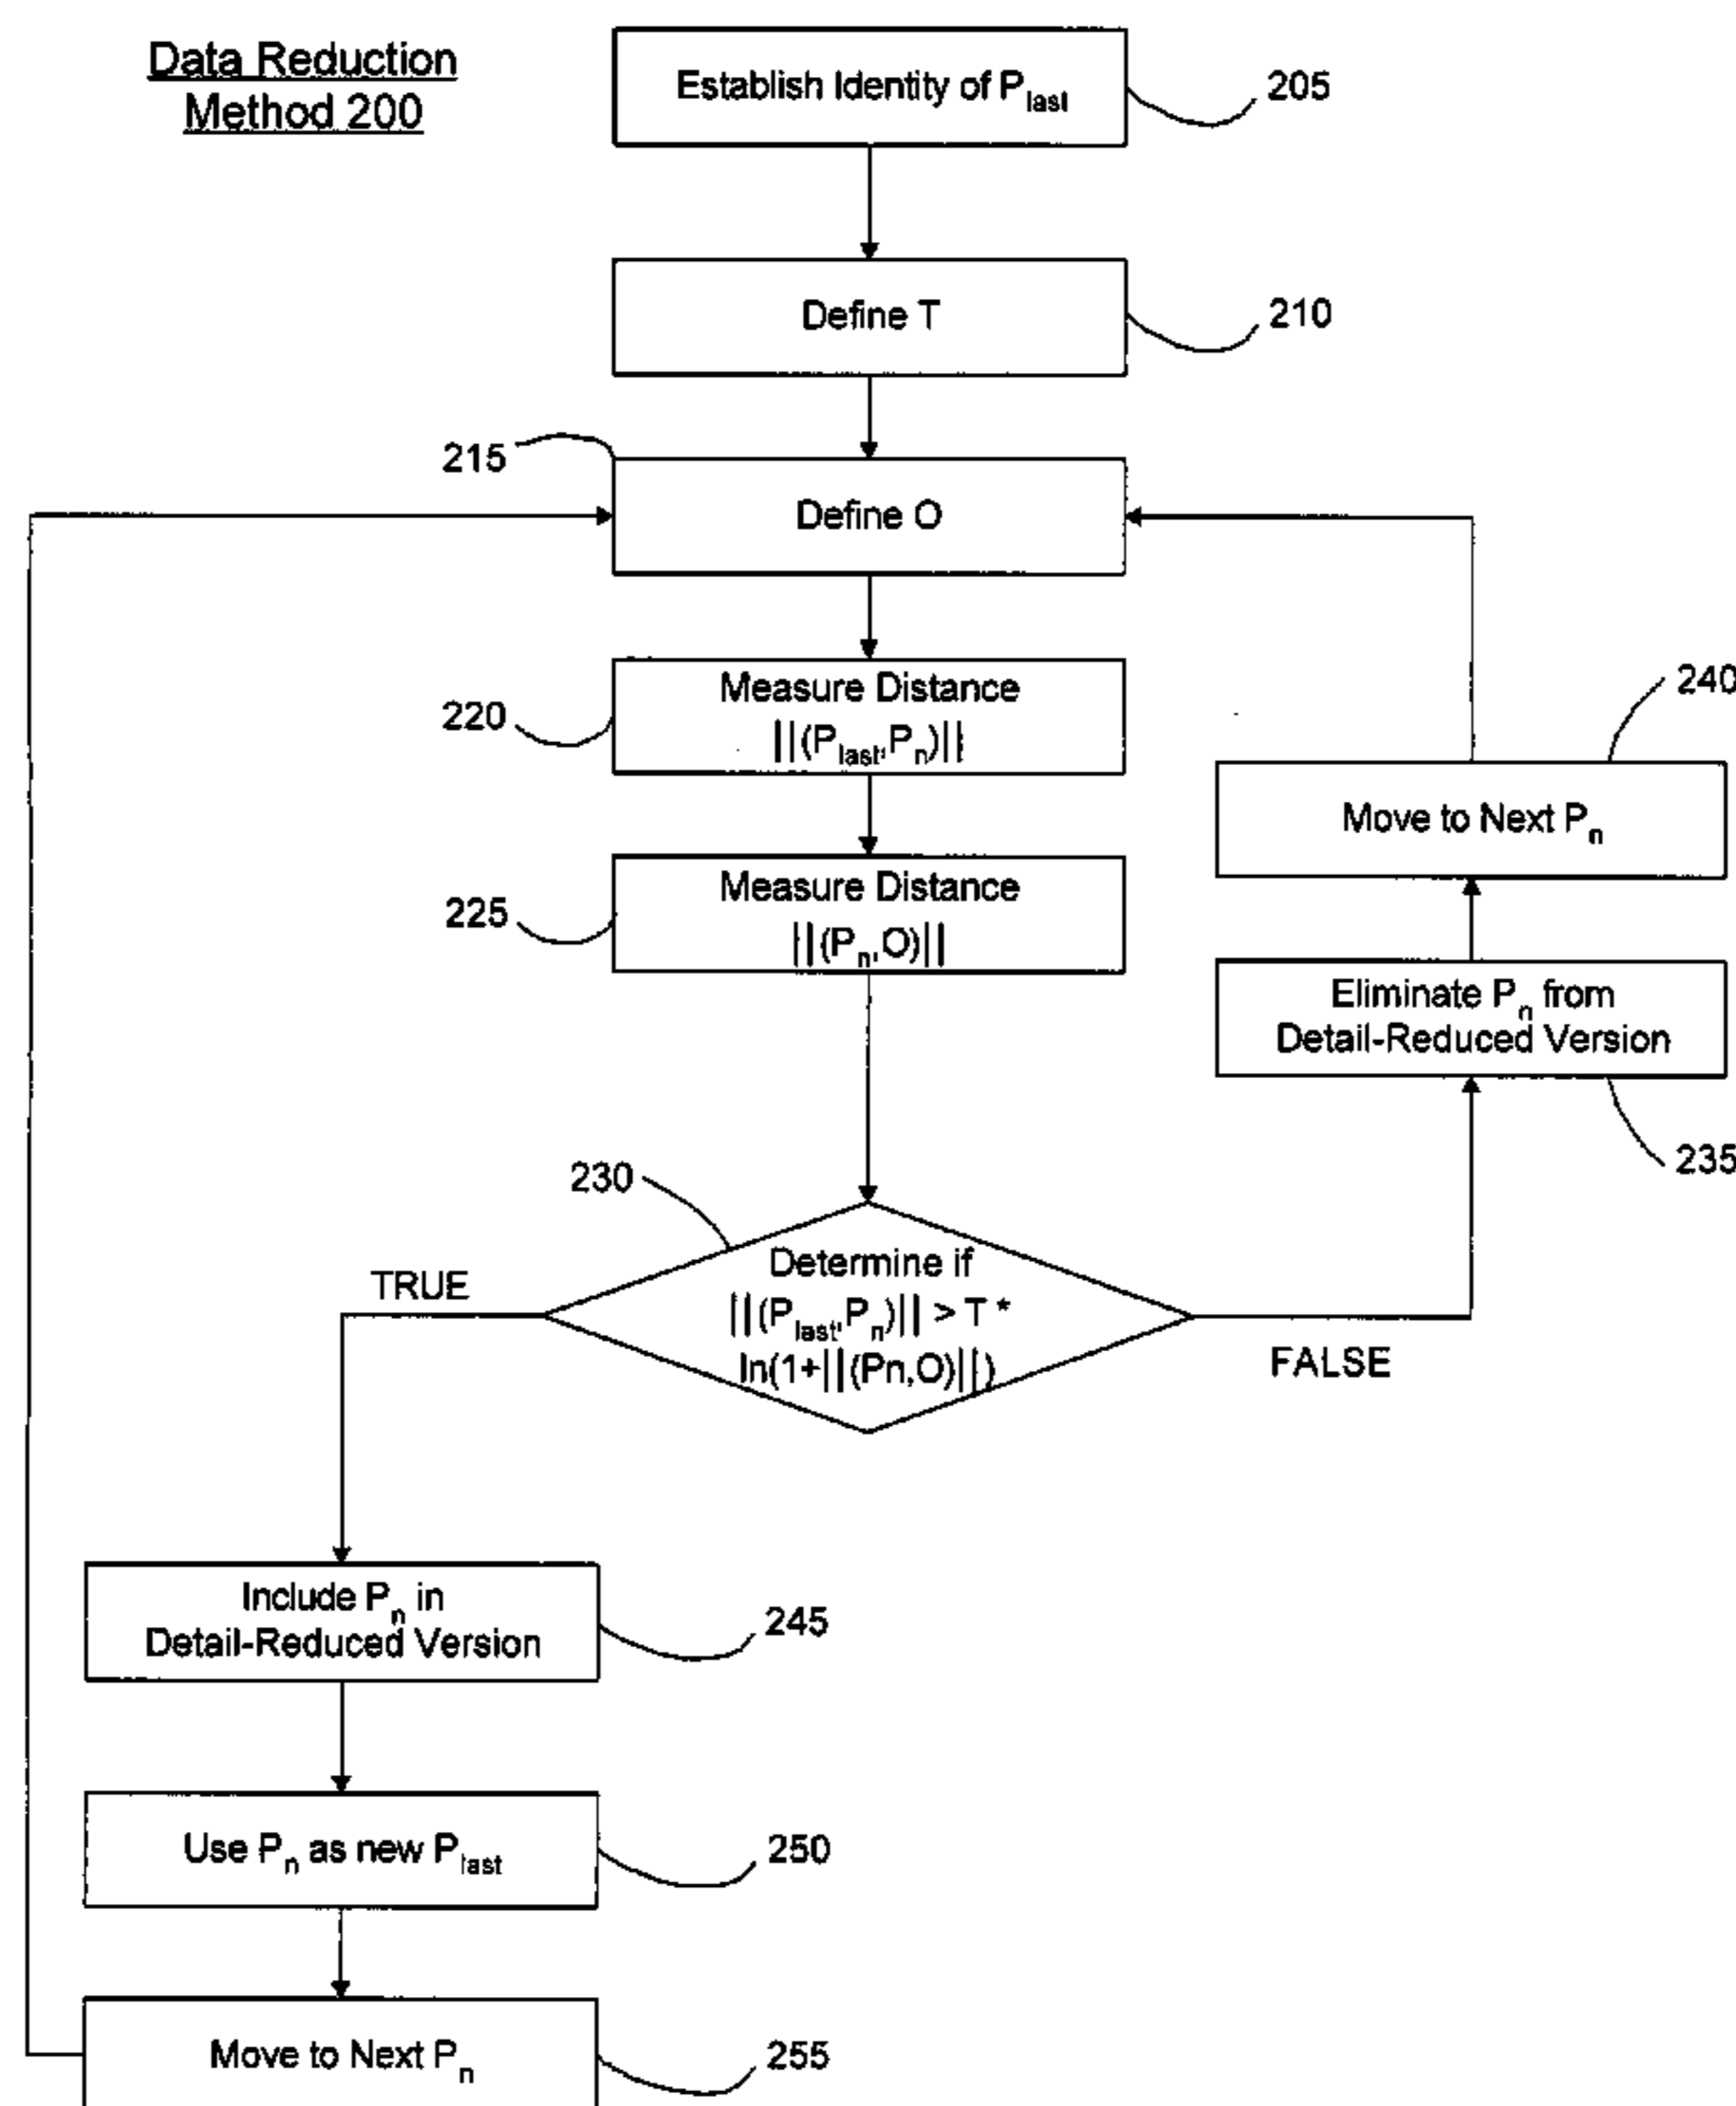 Data Reduction
Method 200
Establish Identity of Plast
205
Define T
210
215
Define O
220
Measure Distance
||(Plast,Pn)||
225
Measure Distance
||(Pn,O)||
240
Move to Next Pn
Eliminate Pn from
Detail-Reduced Version
235
230
Determine if
||(Plast,Pn)|| > T *
ln(1+||(Pn,O)||)
TRUE
FALSE
Include Pn in
Detail-Reduced Version
245
Use Pn as new Plast
250
Move to Next Pn
255